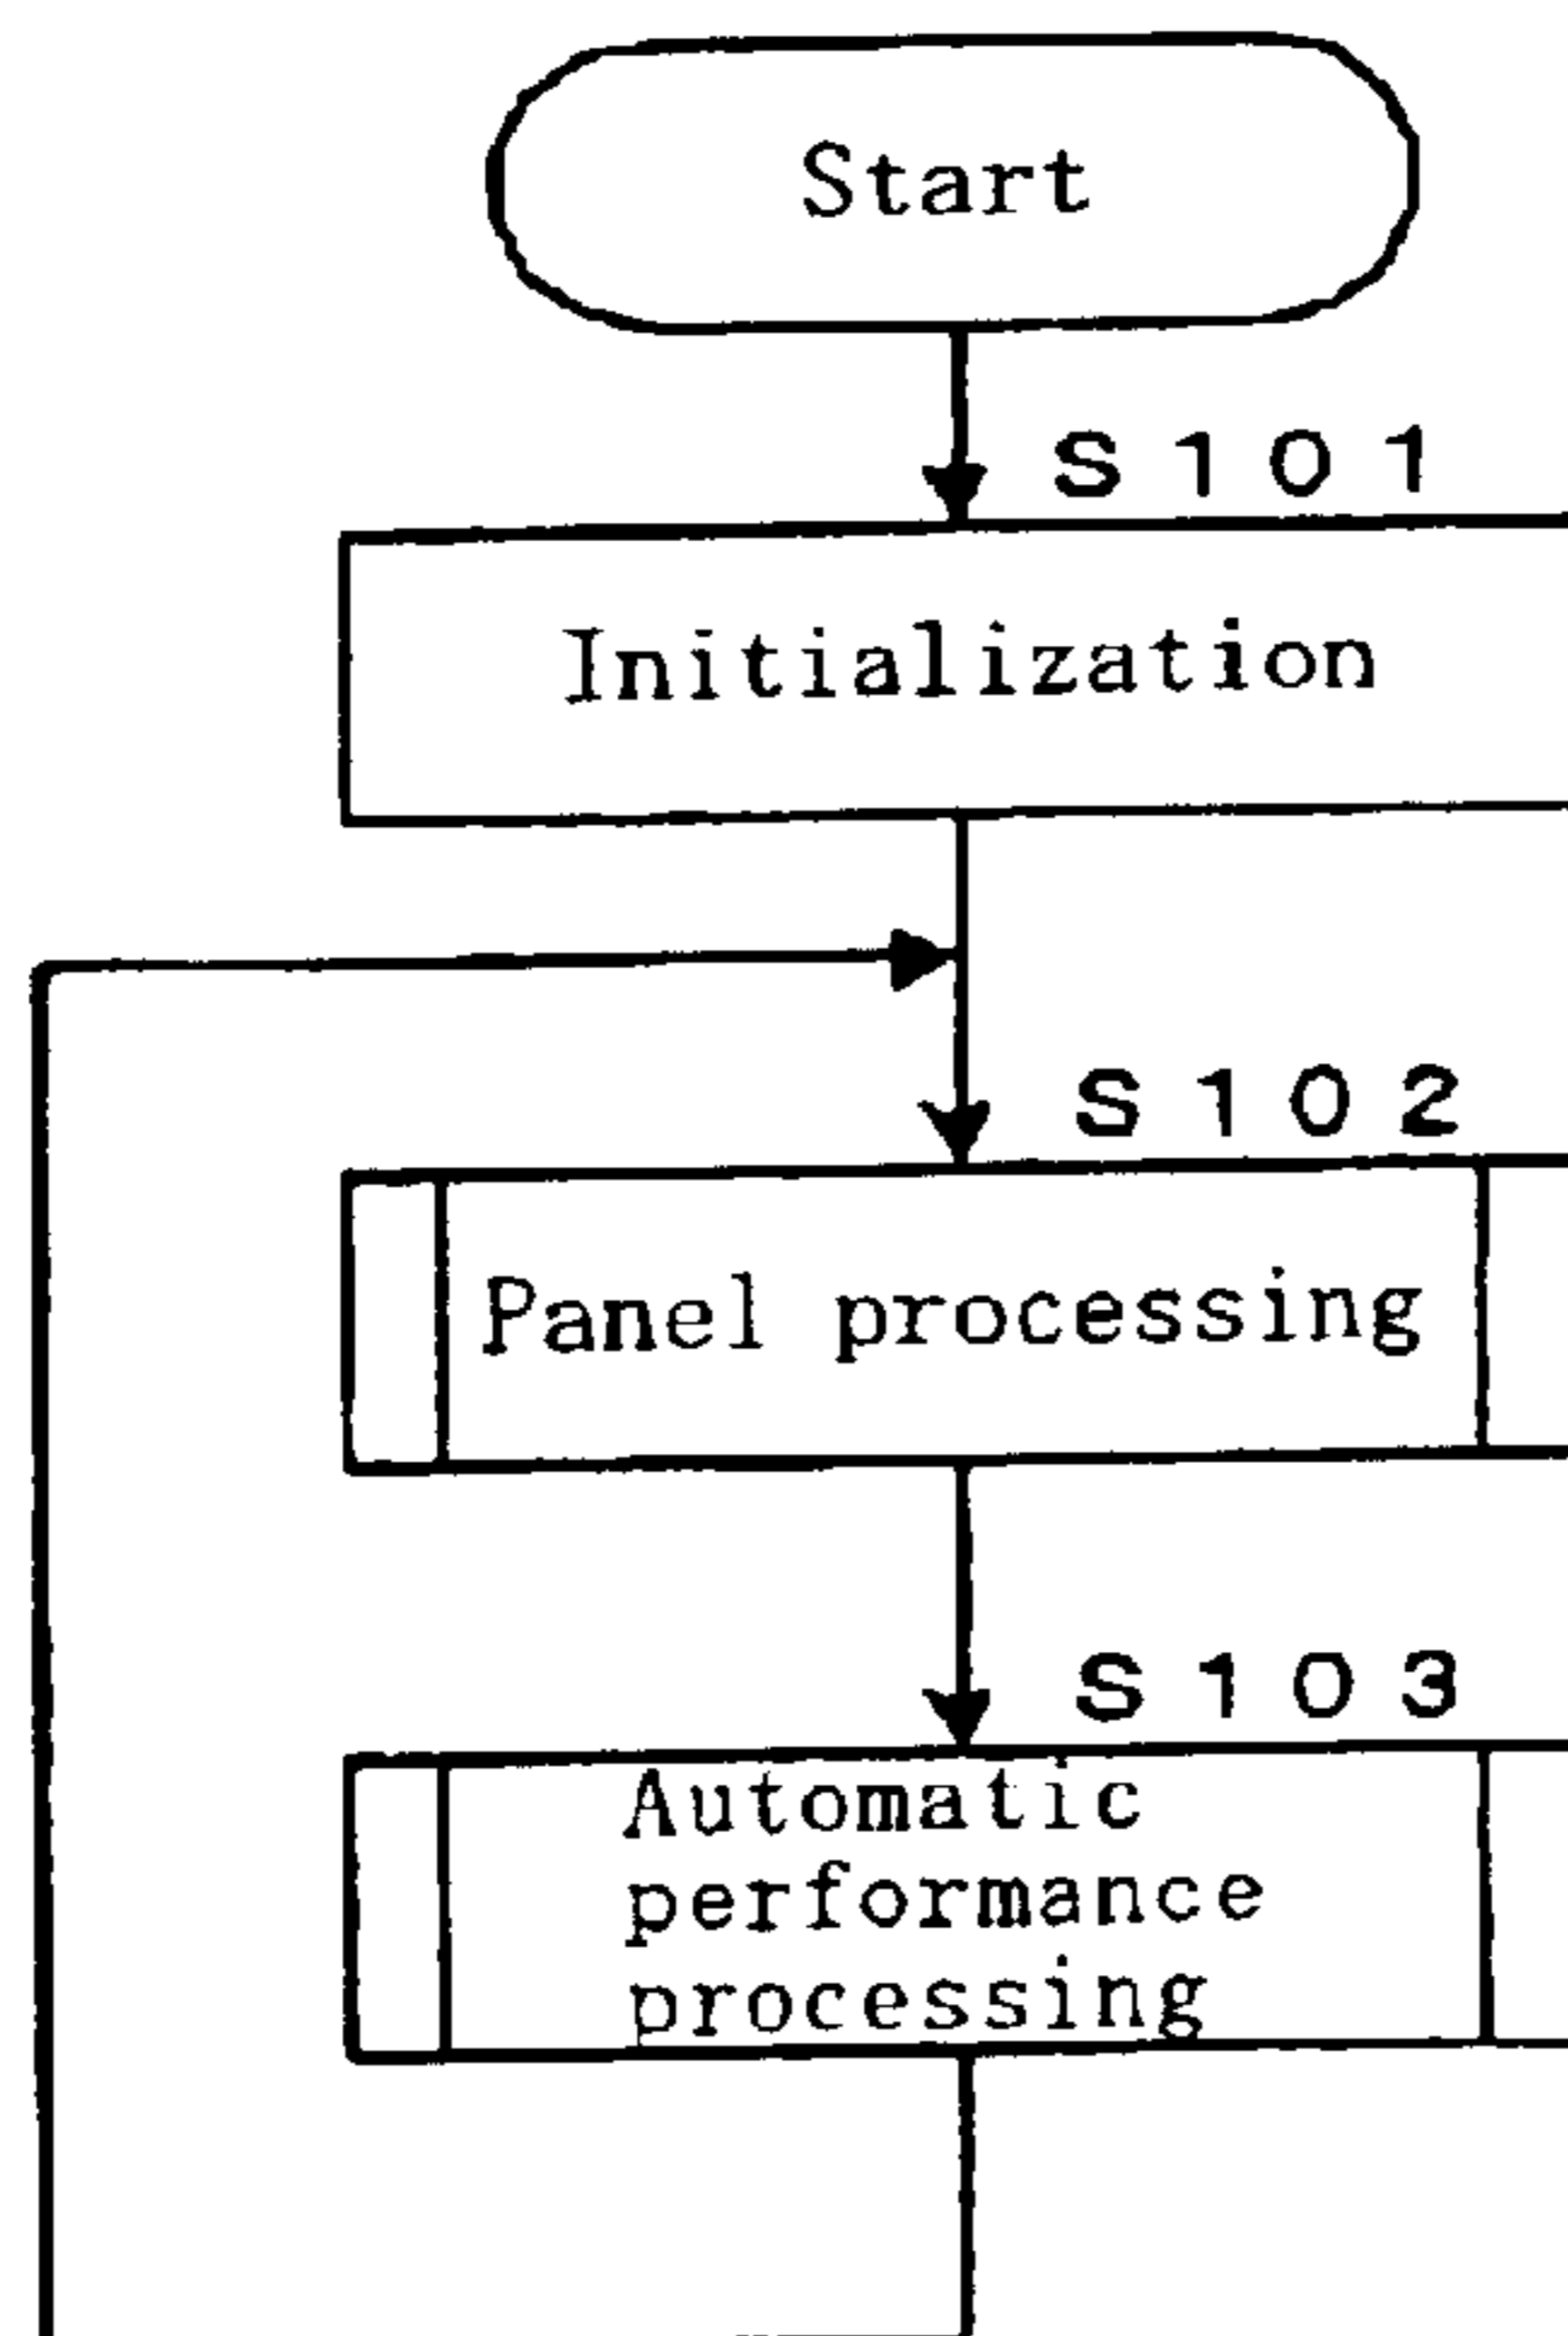 Start
S101
Initialization
S102
Panel processing
S103
Automatic
performance
processing